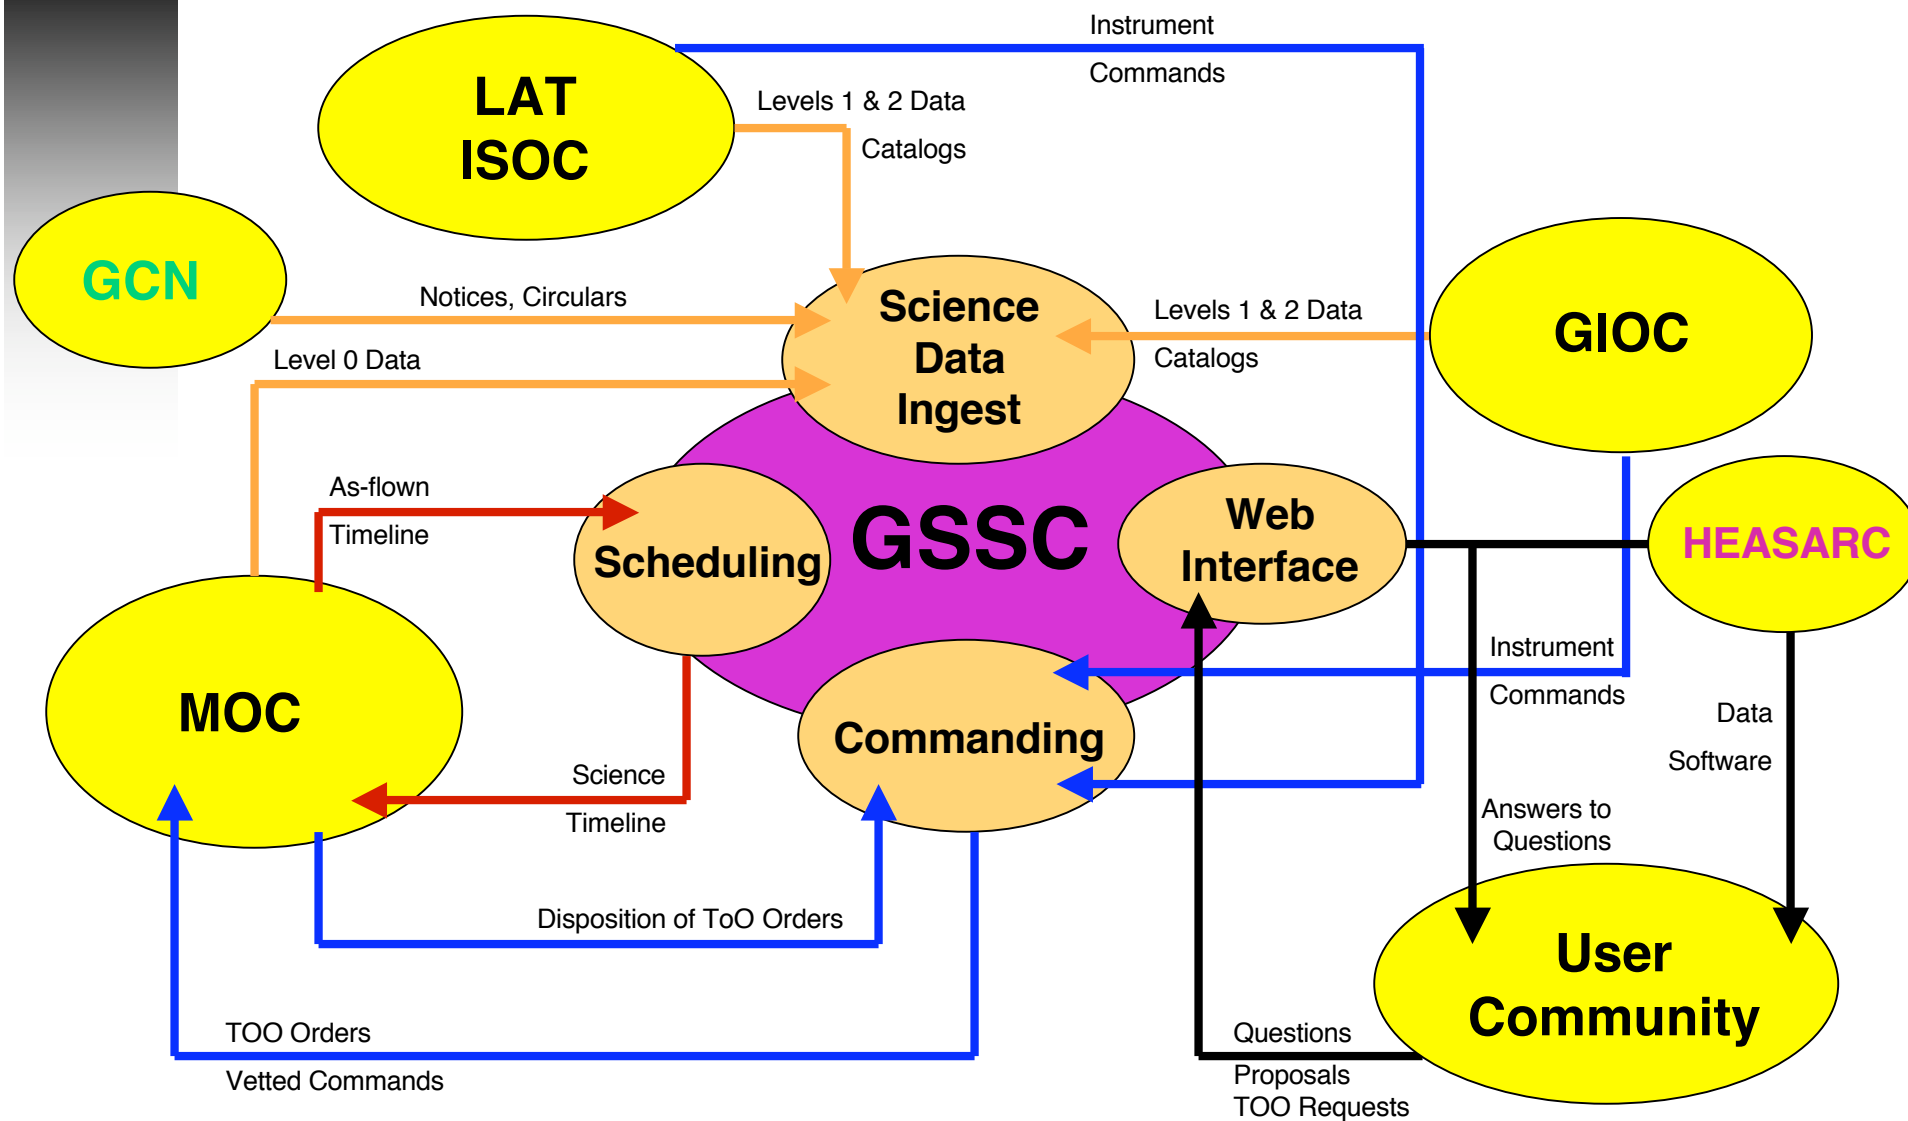 Instrument
Commands
LAT
ISOC
Levels 1 & 2 Data
Catalogs
GCN
Notices, Circulars
Level 0 Data
Science
Data
Ingest
Levels 1 & 2 Data
Catalogs
GIOC
As-flown
Timeline
Scheduling
GSSC
Web
Interface
HEASARC
MOC
Commanding
Instrument
Commands
Data
Software
Science
Timeline
Answers to
Questions
Disposition of ToO Orders
User
Community
TOO Orders
Vetted Commands
Questions
Proposals
TOO Requests